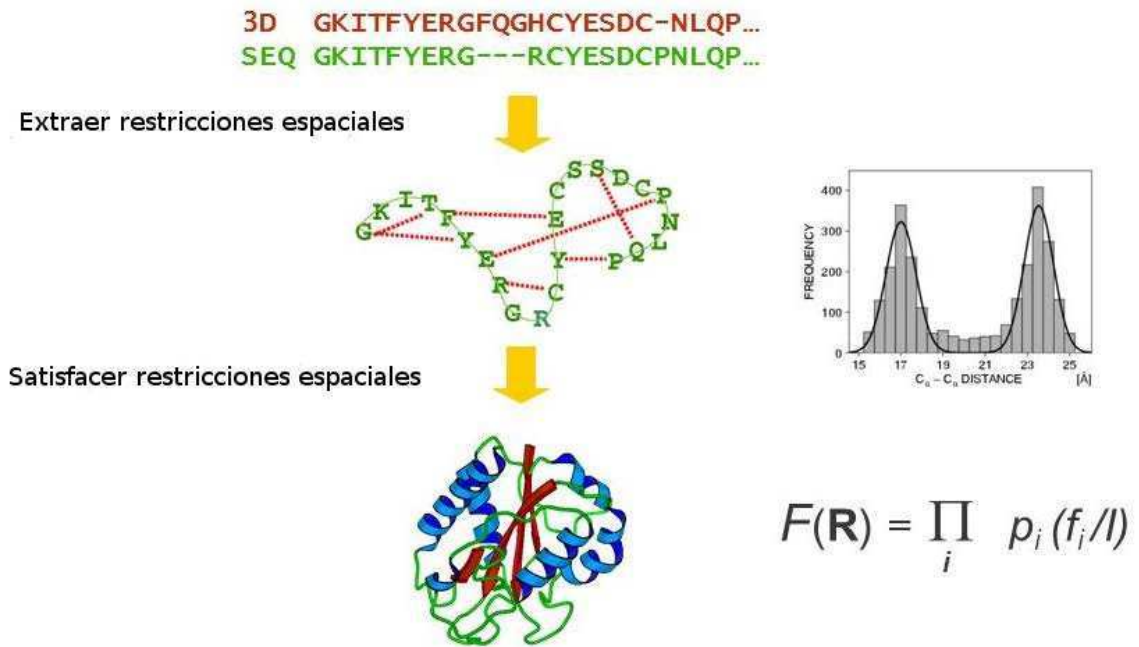 3D GKITFYERGFQGHCYESDC-NLQP...
SEQ GKITFYERG---RCYESDCPNLQP...
Extraer restricciones espaciales
G K I T F Y E R G R C Y E C S S D C P N L Q P
400
300
200
100
0
FREQUENCY
15 17 19 21 23 25 [Å]
Cα – Cα DISTANCE
Satisfacer restricciones espaciales
F(R) = ∏ pi (fi/I)
i